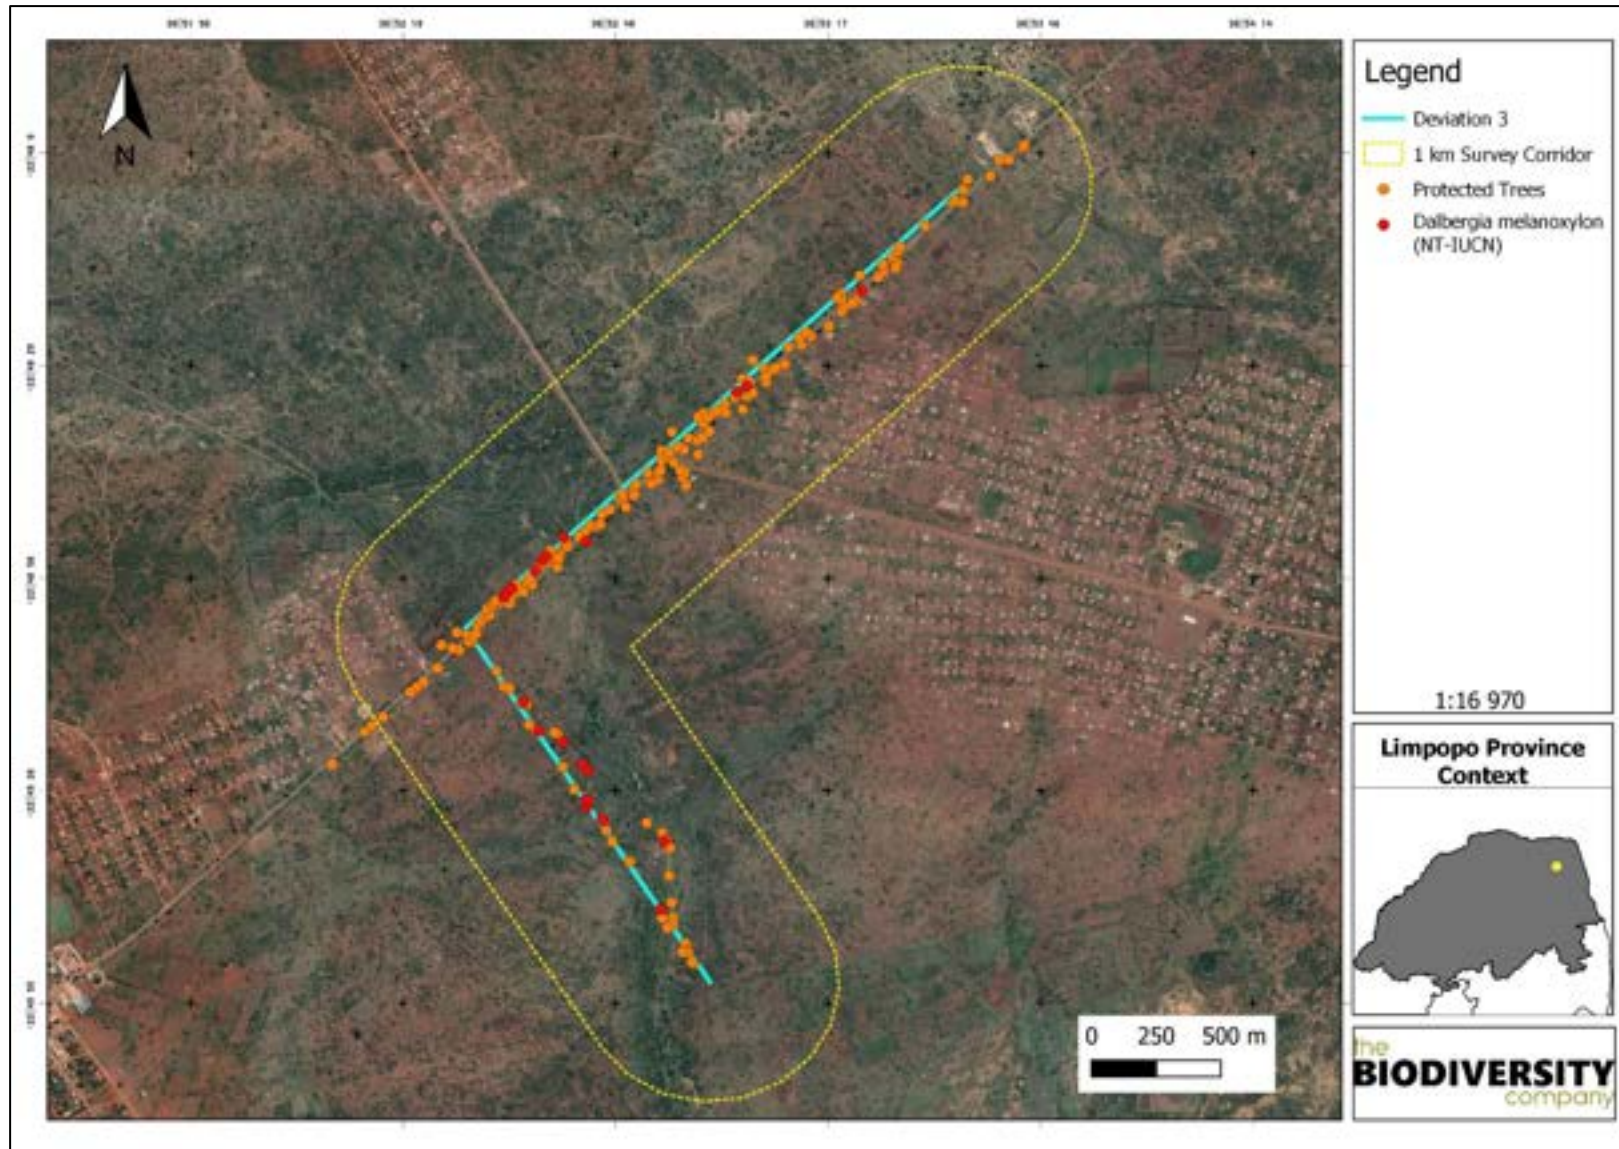 N
Legend
Deviation 3
1 km Survey Corridor
Protected Trees
Dalbergia melanoxylon
(NT-IUCN)
1:16 970
Limpopo Province
Context
0 250 500 m
the
BIODIVERSITY
company